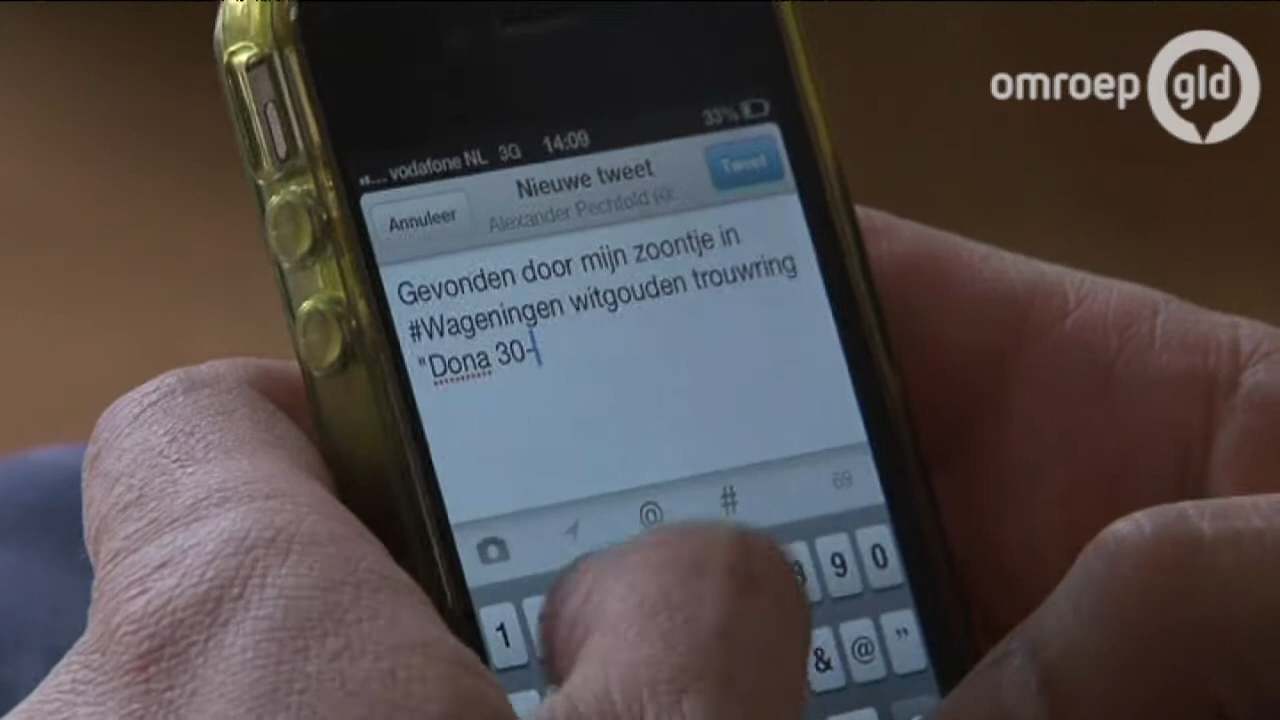 omroep gld
vodafone NL 3G 14:09 33%
Annuleer Nieuwe tweet Tweet
Alexander Pechtold (@...
Gevonden door mijn zoontje in
#Wageningen witgouden trouwring
"Dona 30-
@ # 69
1 9 0
& @ "